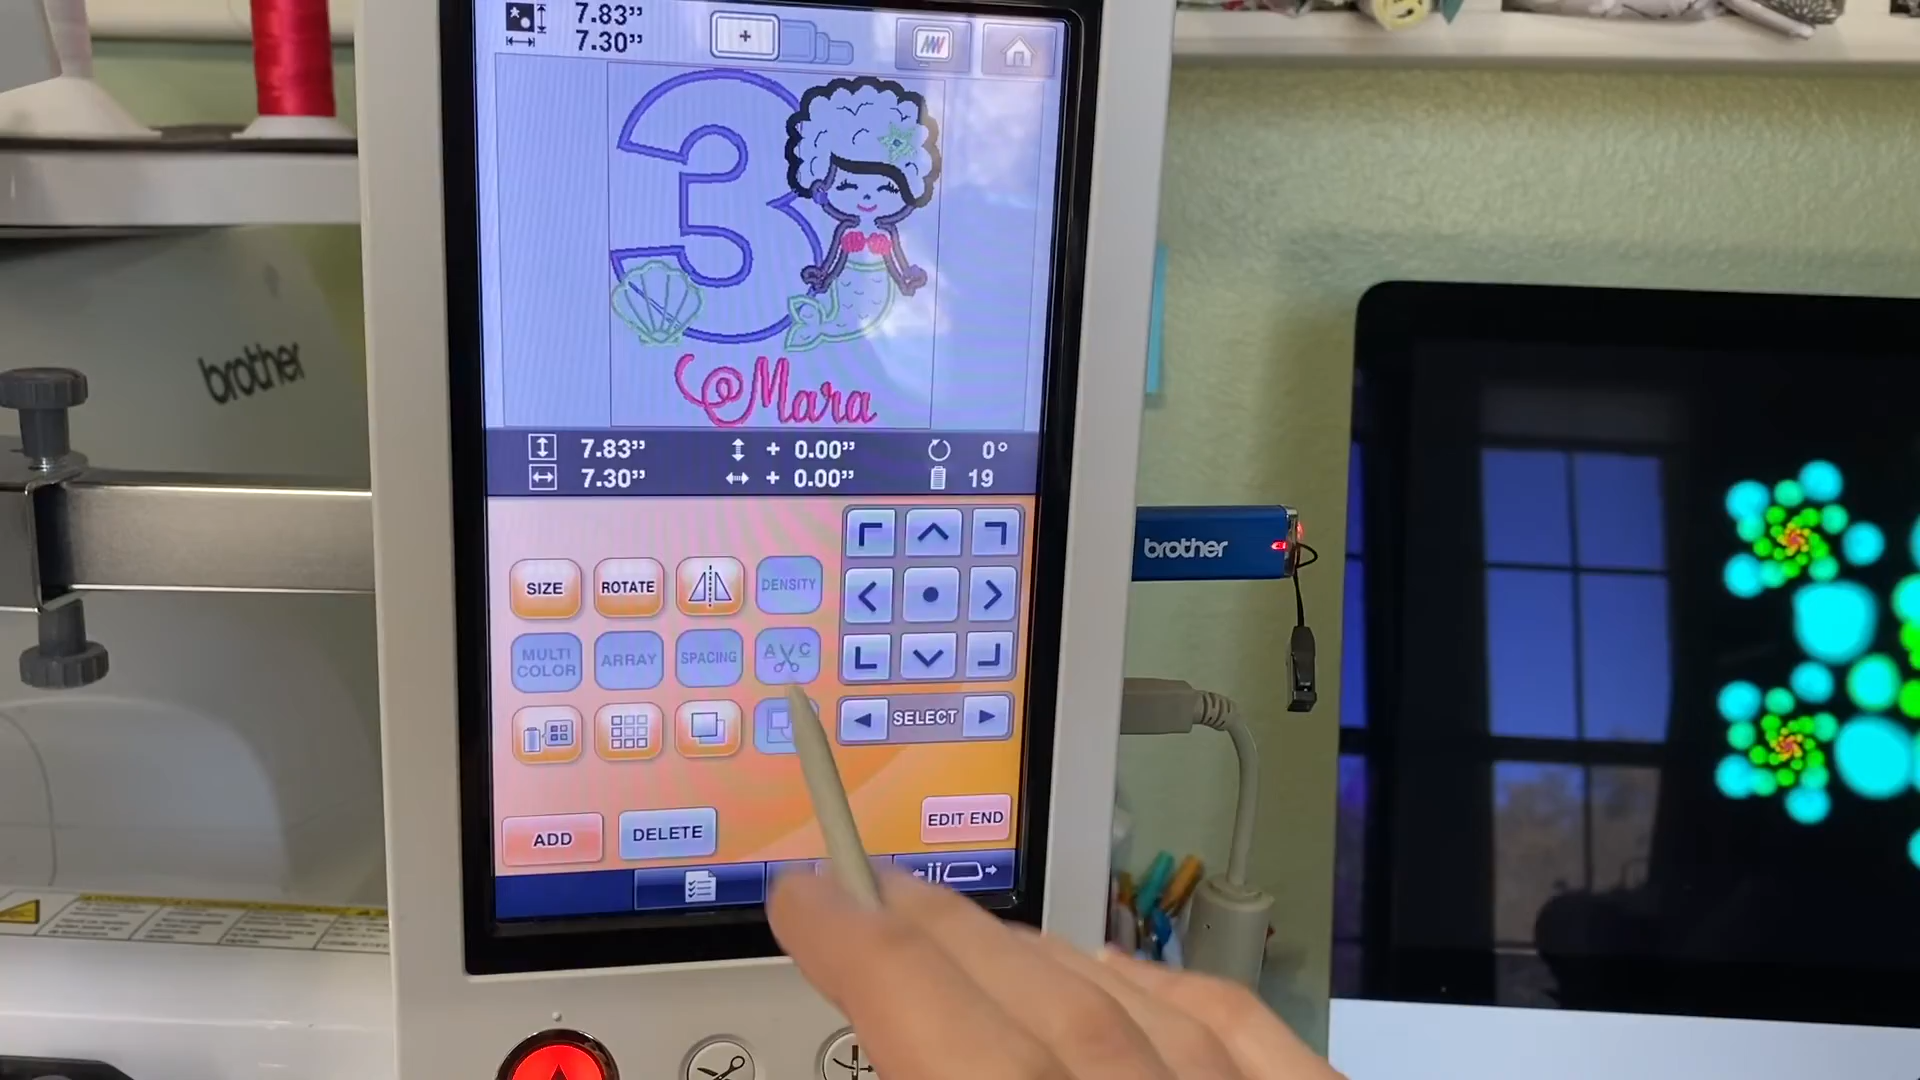 7.83”
7.30”
3
Mara
7.83” + 0.00” 0°
7.30” + 0.00” 19
SIZE ROTATE DENSITY
MULTI COLOR ARRAY SPACING A C
SELECT
ADD DELETE EDIT END
brother
brother